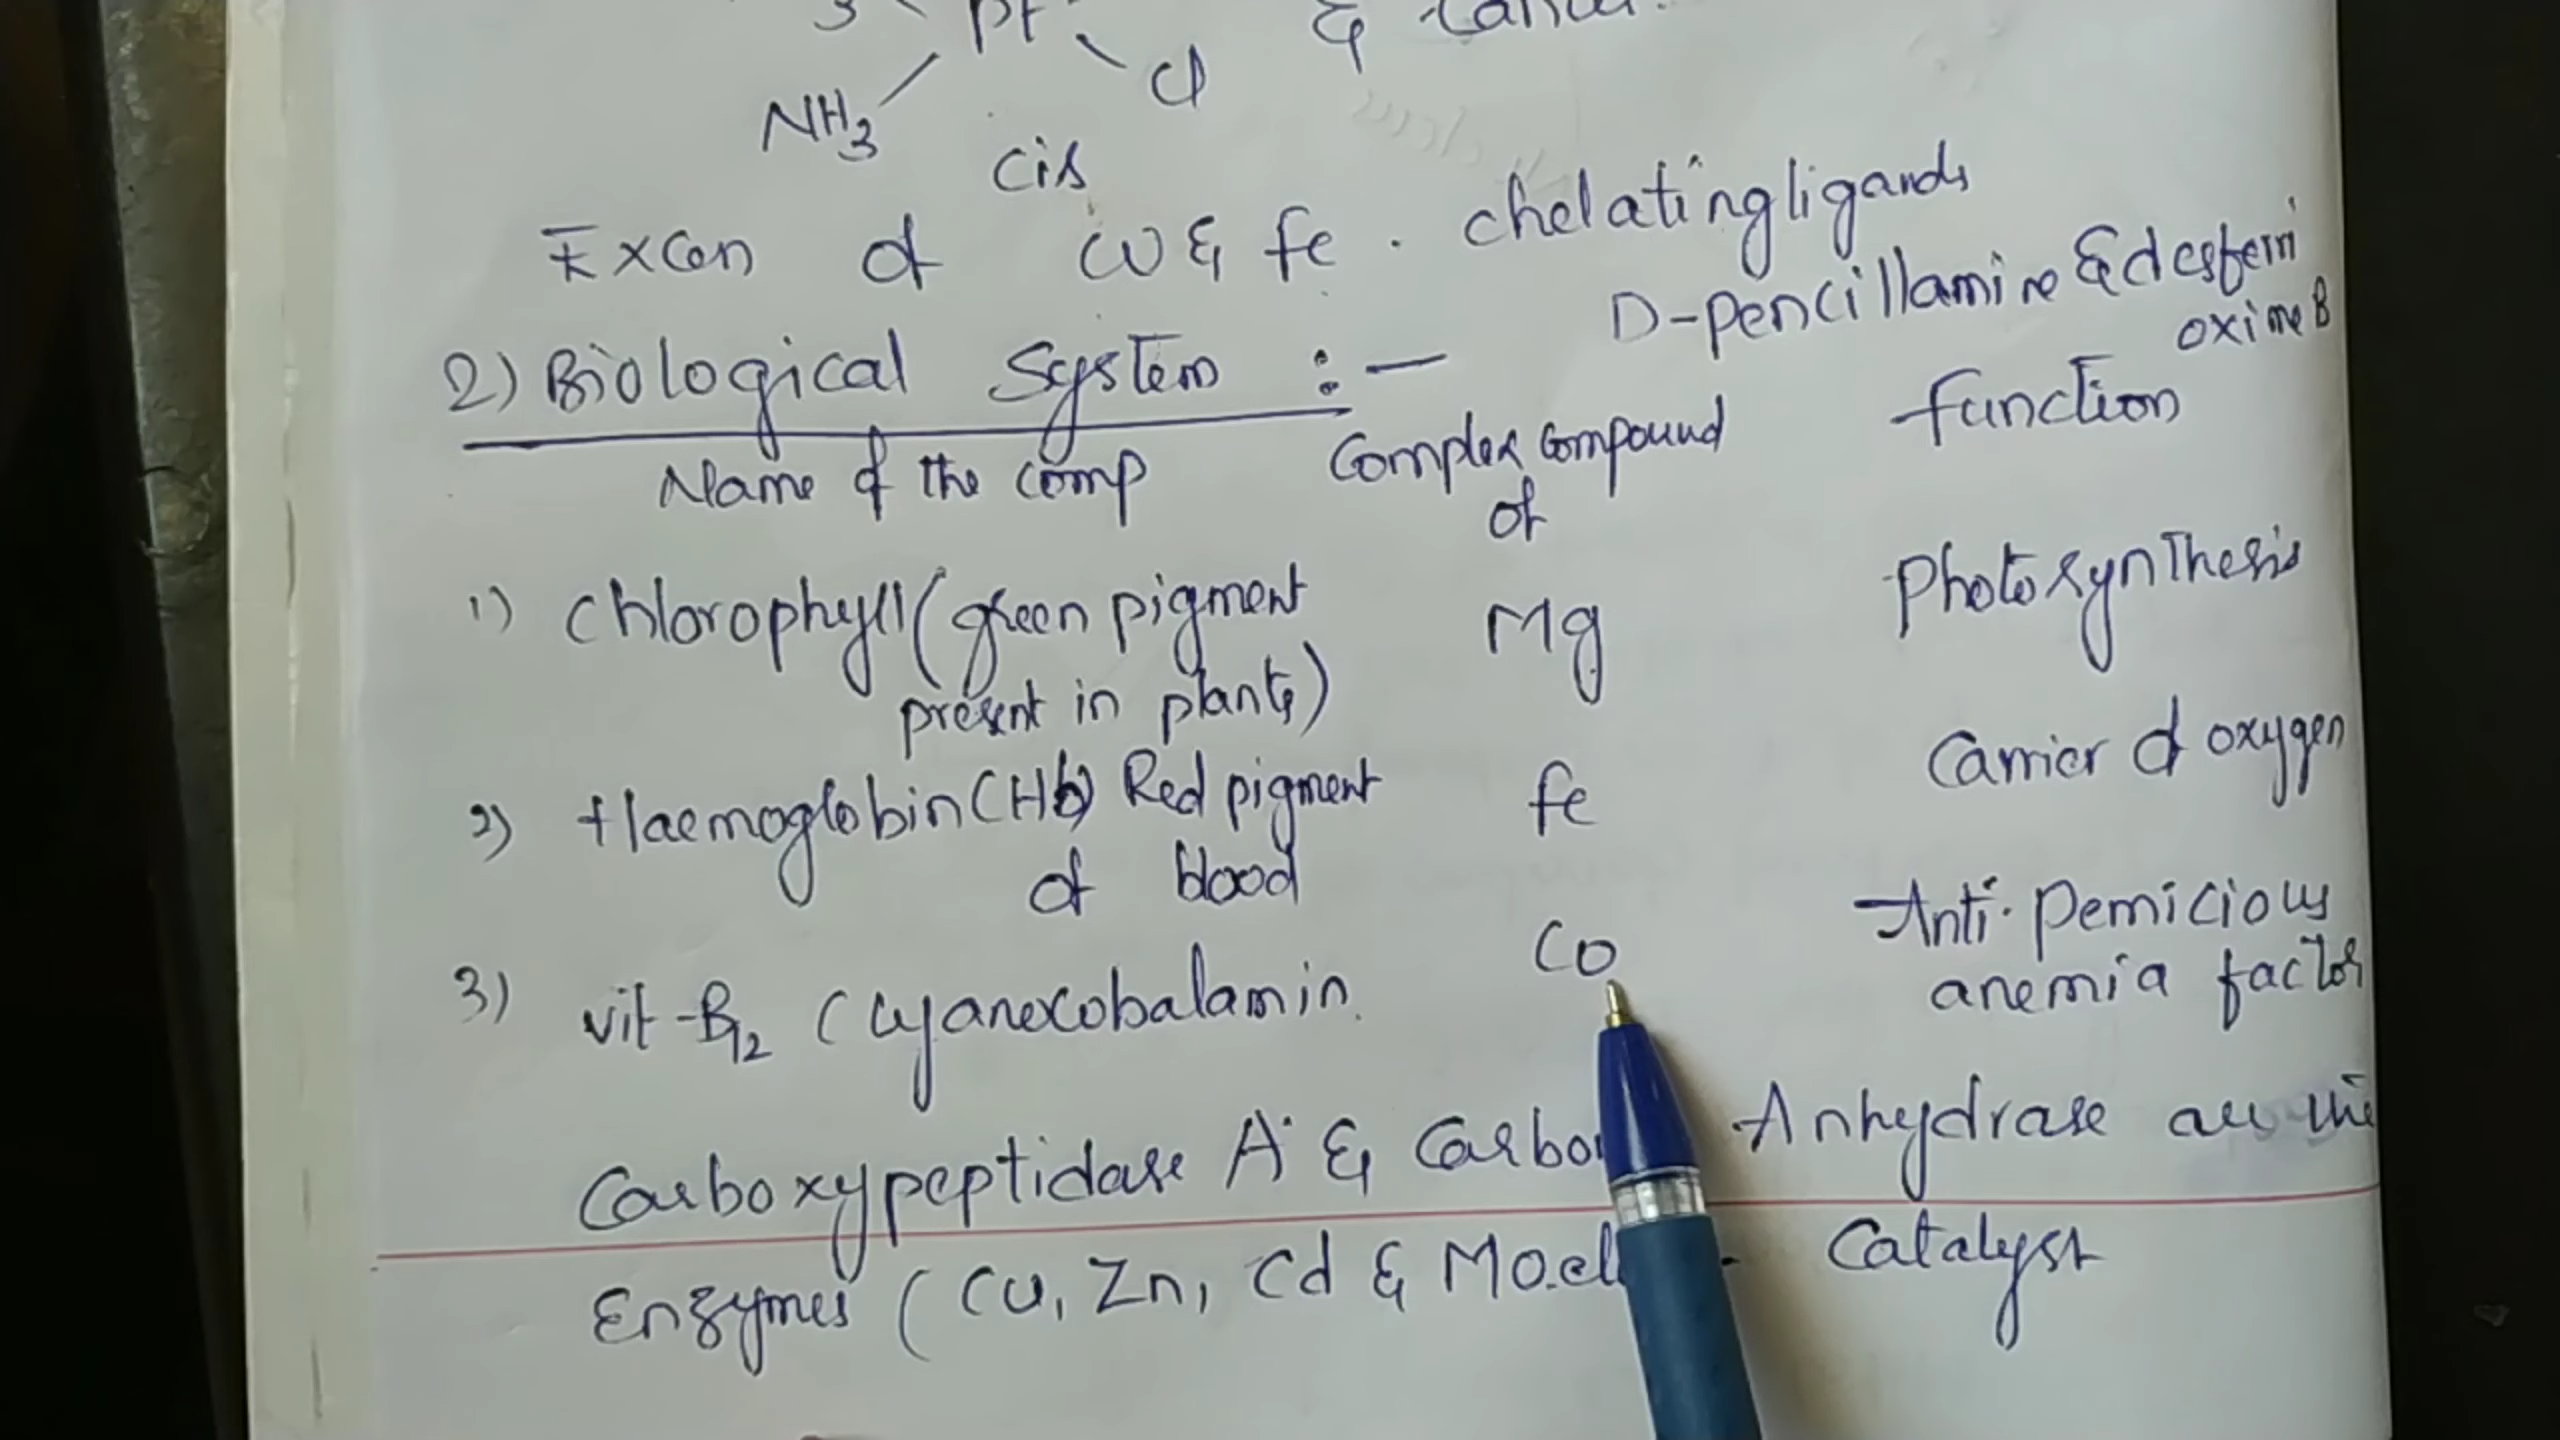 Pt
& Cancer.
NH3 Cl
cis
Excen of Cu & Fe . chelating ligands
D-pencillamine & desferri
oxime B
2) Biological System :-
Name of the comp Complex compound of function
1) chlorophyll (green pigment present in plants) Mg Photosynthesis
2) Haemoglobin (Hb) Red pigment of blood Fe Carrier of oxygen
3) vit-B12 (Cyanexobalamin. Co Anti-Pernicious anemia factor
Carboxypeptidase A & Carbo Anhydrase are the
Enzymes (Cu, Zn, Cd & Mo - Catalyst